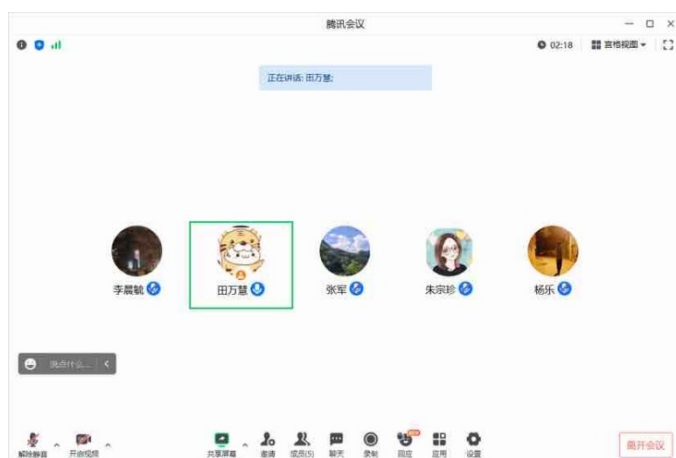 腾讯会议
02:18 宫格视图
正在讲话: 田万慧;
李晨毓 田万慧 张军 朱宗珍 杨乐
说点什么...
解除静音 开启视频 共享屏幕 邀请 成员(5) 聊天 录制 回应 应用 设置 离开会议